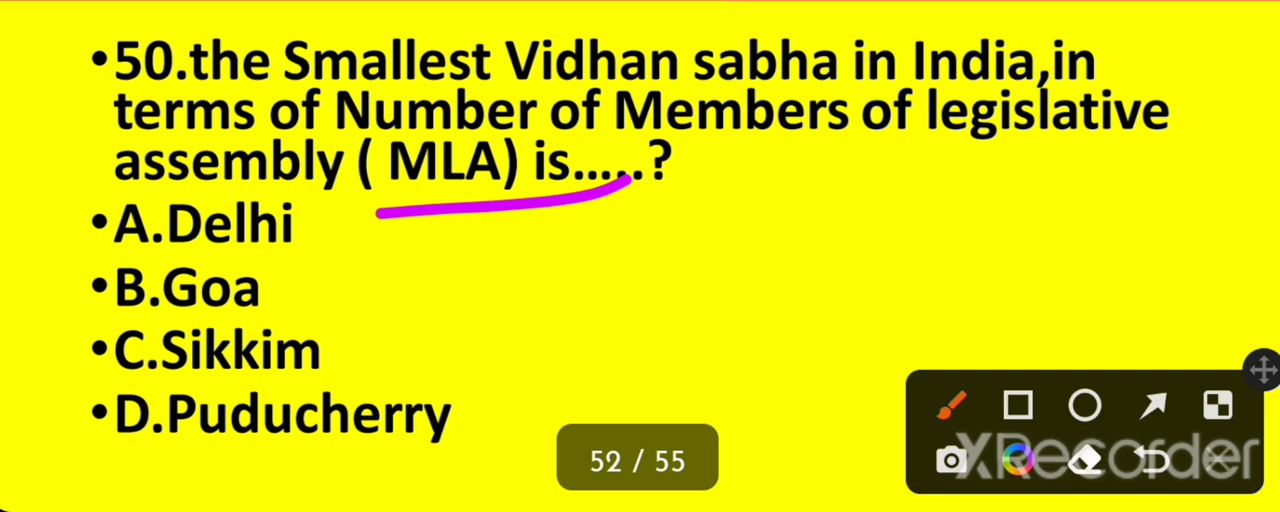 •50.the Smallest Vidhan sabha in India,in
terms of Number of Members of legislative
assembly ( MLA) is.....?
•A.Delhi
•B.Goa
•C.Sikkim
•D.Puducherry
52 / 55
XRecorder